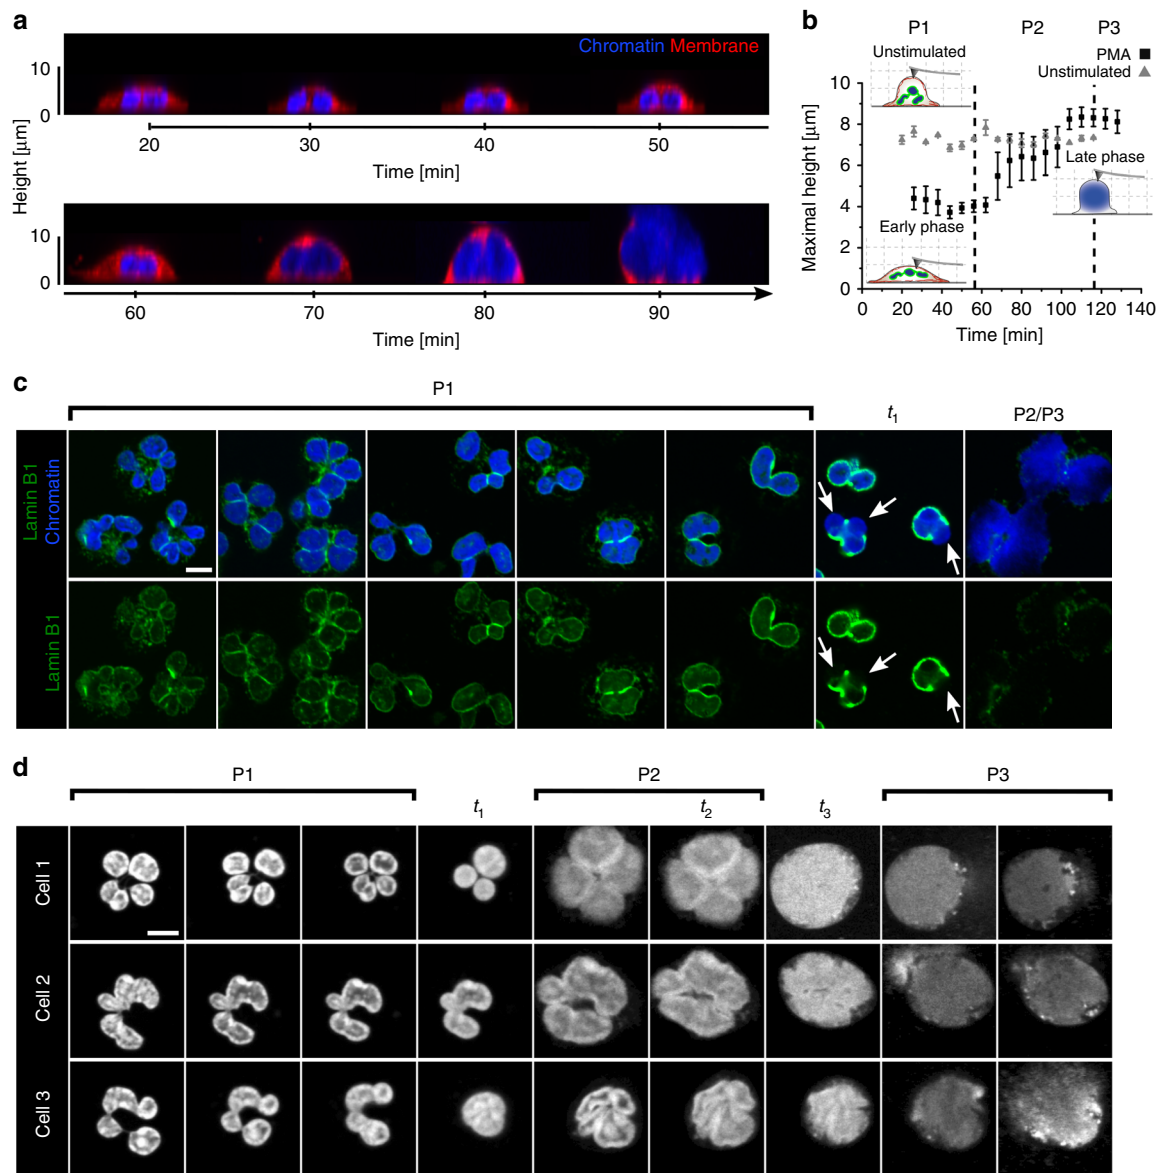 a
Chromatin Membrane
Height [µm]
10
0
20 30 40 50
Time [min]
10
0
60 70 80 90
Time [min]
b
P1 P2 P3
Unstimulated
PMA
Unstimulated
Maximal height [µm]
10
8
6
4
2
0
Late phase
Early phase
0 20 40 60 80 100 120 140
Time [min]
c
P1
t1
P2/P3
Lamin B1
Chromatin
Lamin B1
d
P1 P2 P3
t1 t2 t3
Cell 1
Cell 2
Cell 3